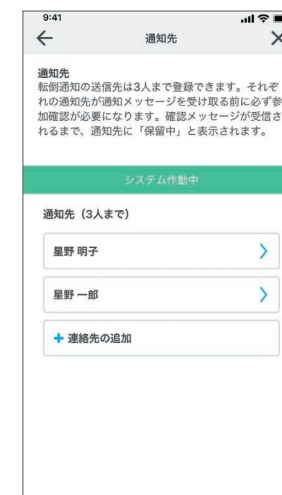 9:41
通知先
通知先
転倒通知の送信先は3人まで登録できます。それぞ
れの通知先が通知メッセージを受け取る前に必ず参
加確認が必要になります。確認メッセージが受信さ
れるまで、通知先に「保留中」と表示されます。
システム作動中
通知先（3人まで）
星野 明子
星野 一郎
連絡先の追加